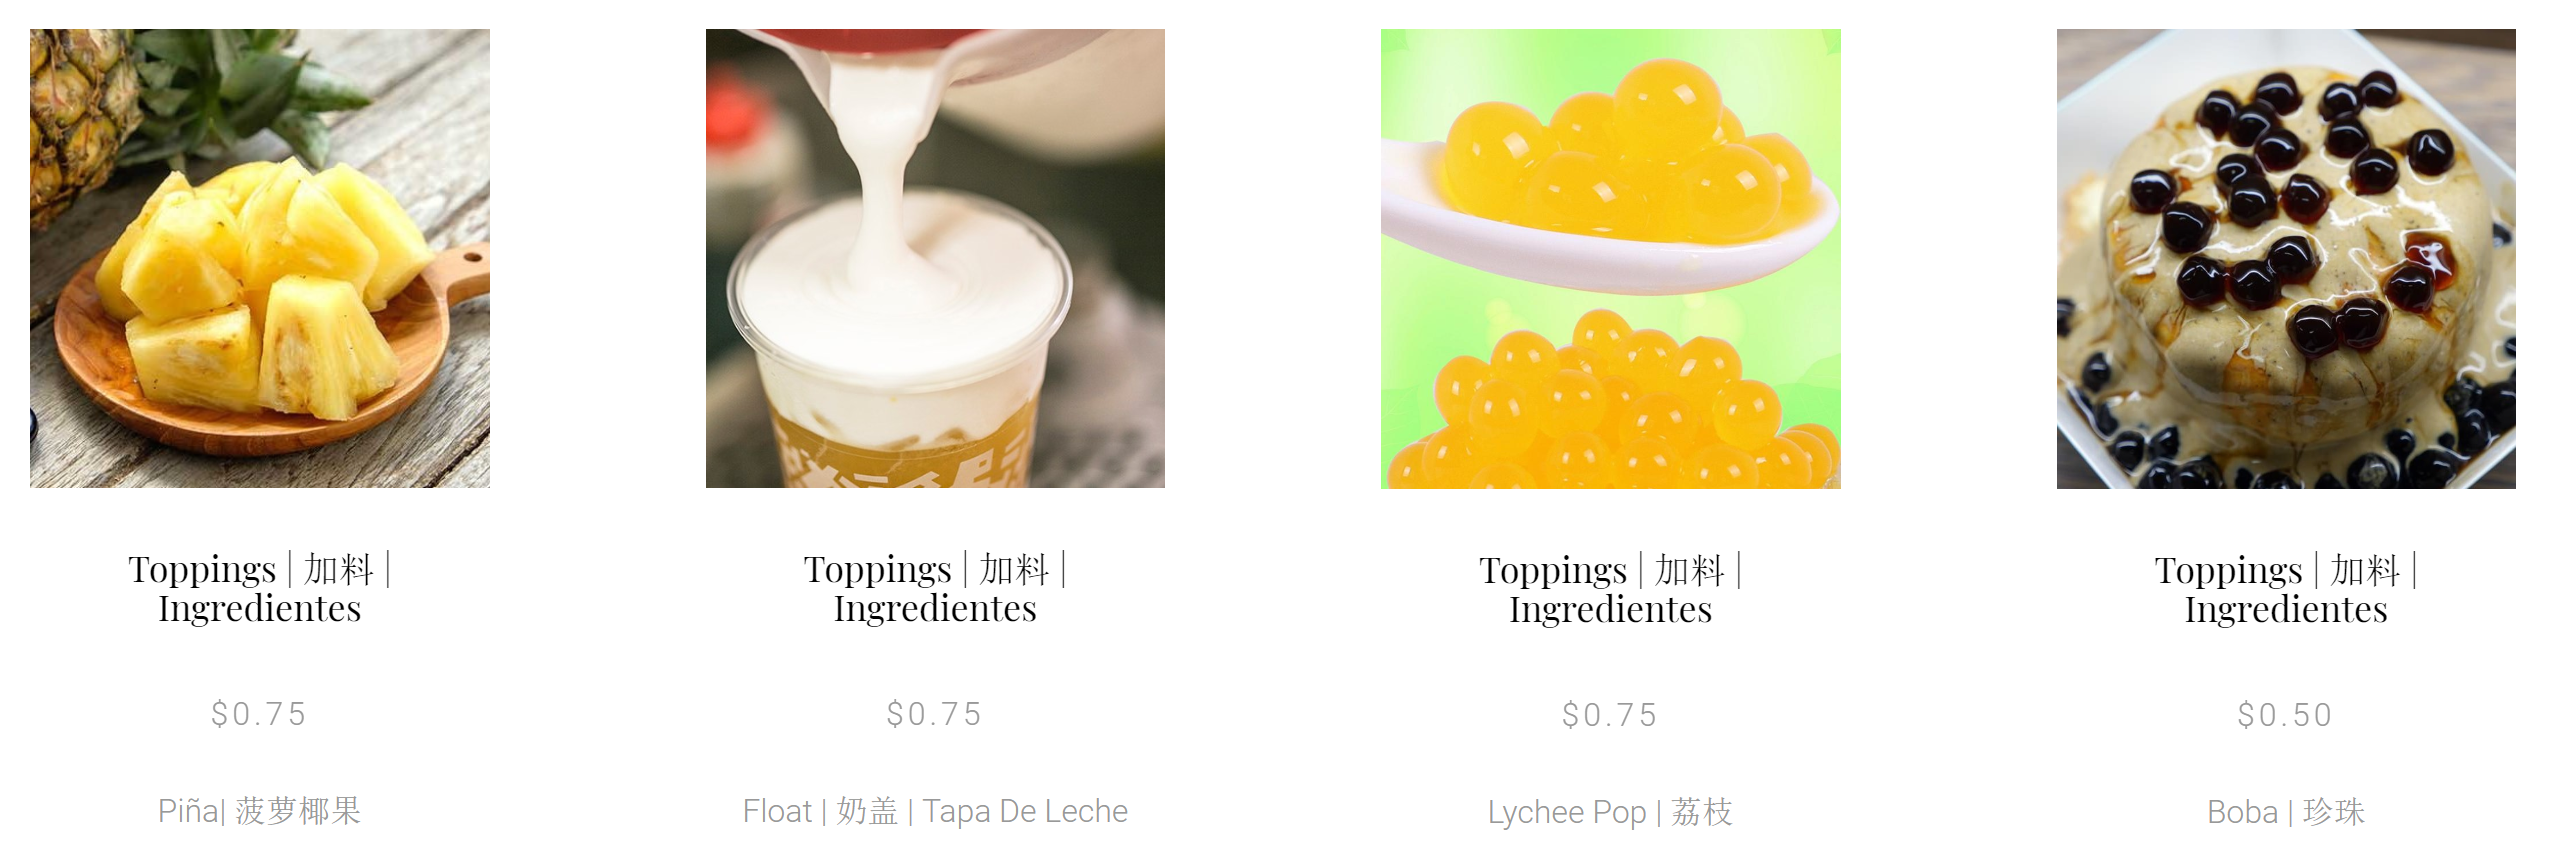 Toppings | 加料 |
Ingredientes
$0.75
Piña| 菠萝椰果
Toppings | 加料 |
Ingredientes
$0.75
Float | 奶盖 | Tapa De Leche
Toppings | 加料 |
Ingredientes
$0.75
Lychee Pop | 荔枝
Toppings | 加料 |
Ingredientes
$0.50
Boba | 珍珠